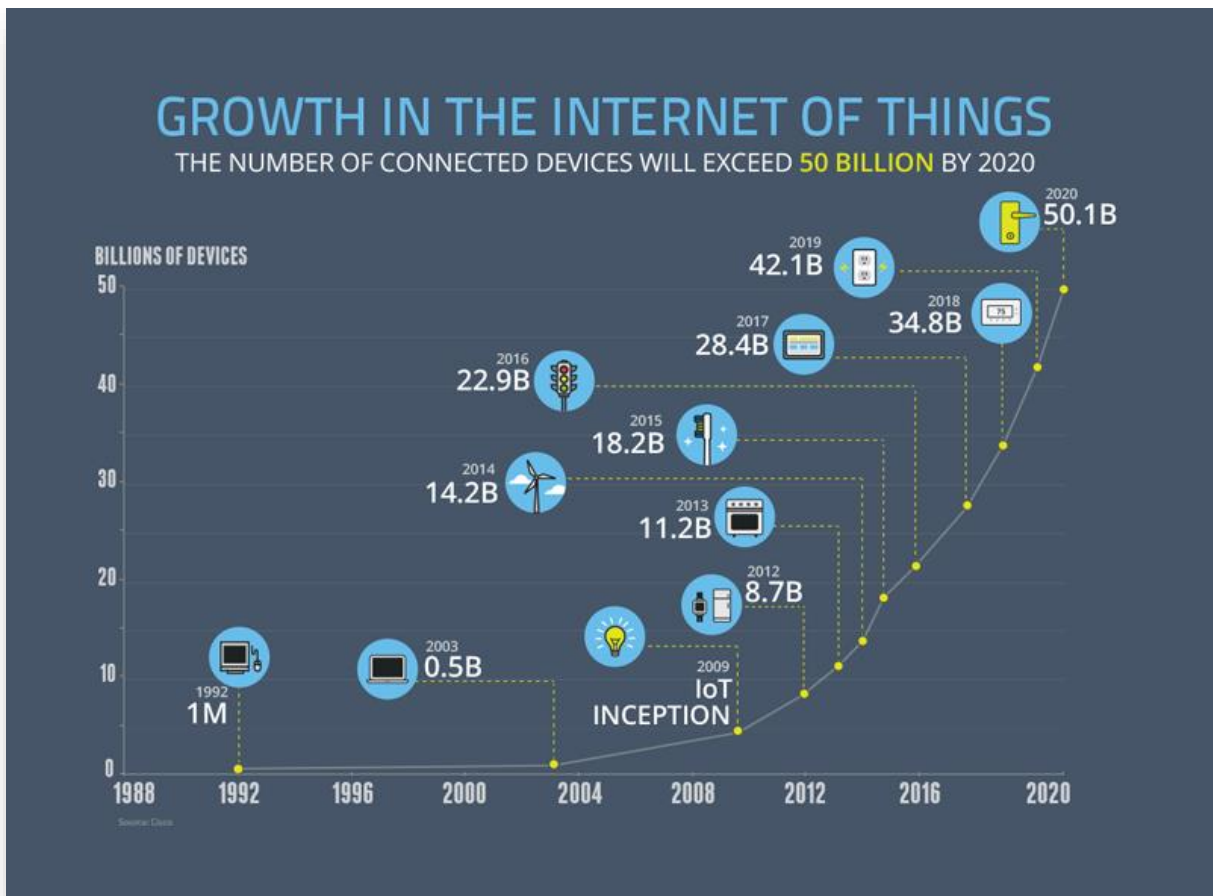 GROWTH IN THE INTERNET OF THINGS
THE NUMBER OF CONNECTED DEVICES WILL EXCEED 50 BILLION BY 2020
BILLIONS OF DEVICES
50
40
30
20
10
0
1992
1M
2003
0.5B
2009
IoT
INCEPTION
2012
8.7B
2013
11.2B
2014
14.2B
2015
18.2B
2016
22.9B
2017
28.4B
2018
34.8B
75
2019
42.1B
2020
50.1B
1988 1992 1996 2000 2004 2008 2012 2016 2020
Source: Cisco